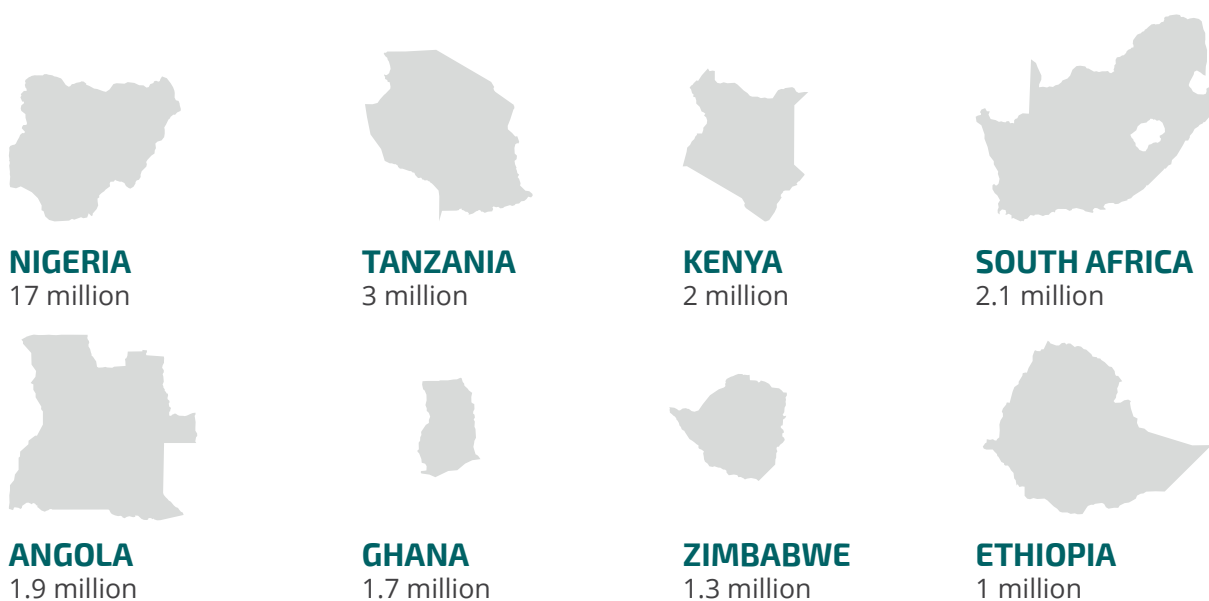 NIGERIA
17 million
TANZANIA
3 million
KENYA
2 million
SOUTH AFRICA
2.1 million
ANGOLA
1.9 million
GHANA
1.7 million
ZIMBABWE
1.3 million
ETHIOPIA
1 million